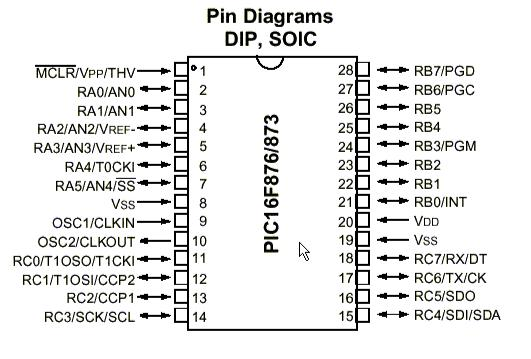 Pin Diagrams
DIP, SOIC
MCLR/VPP/THV 1 28 RB7/PGD
RA0/AN0 2 27 RB6/PGC
RA1/AN1 3 26 RB5
RA2/AN2/VREF- 4 25 RB4
RA3/AN3/VREF+ 5 24 RB3/PGM
RA4/T0CKI 6 23 RB2
RA5/AN4/SS 7 22 RB1
VSS 8 21 RB0/INT
OSC1/CLKIN 9 20 VDD
OSC2/CLKOUT 10 19 VSS
RC0/T1OSO/T1CKI 11 18 RC7/RX/DT
RC1/T1OSI/CCP2 12 17 RC6/TX/CK
RC2/CCP1 13 16 RC5/SDO
RC3/SCK/SCL 14 15 RC4/SDI/SDA
PIC16F876/873